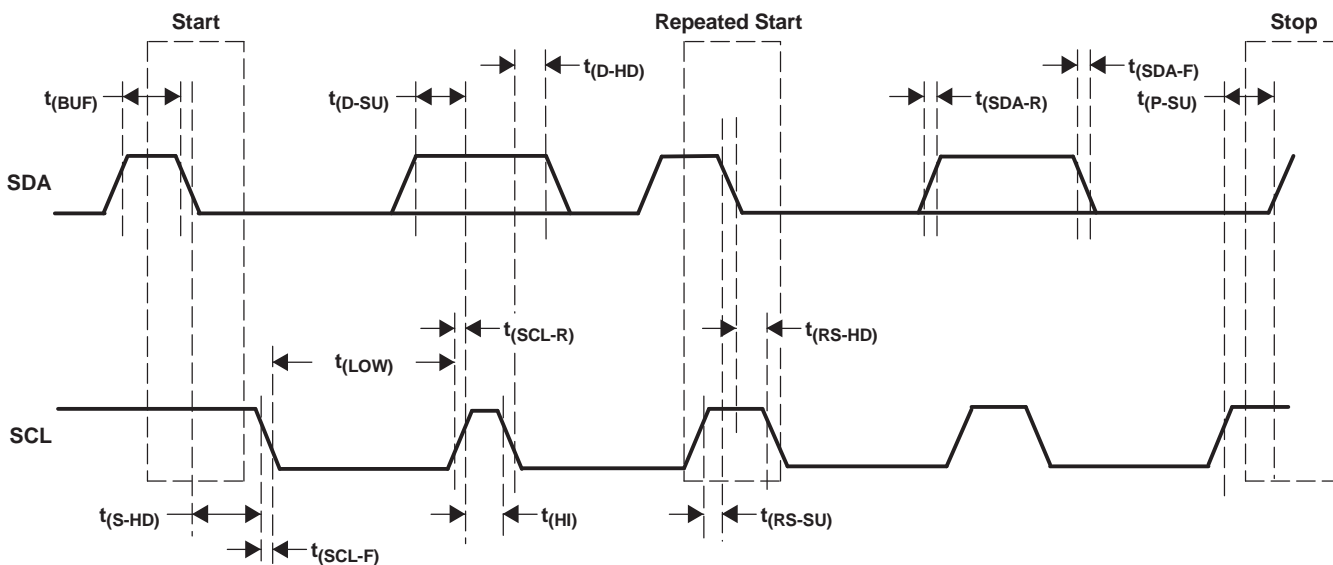 Start
Repeated Start
Stop
t(D-HD)
t(SDA-F)
t(BUF)
t(D-SU)
t(SDA-R)
t(P-SU)
SDA
t(SCL-R)
t(RS-HD)
t(LOW)
SCL
t(S-HD)
t(HI)
t(RS-SU)
t(SCL-F)